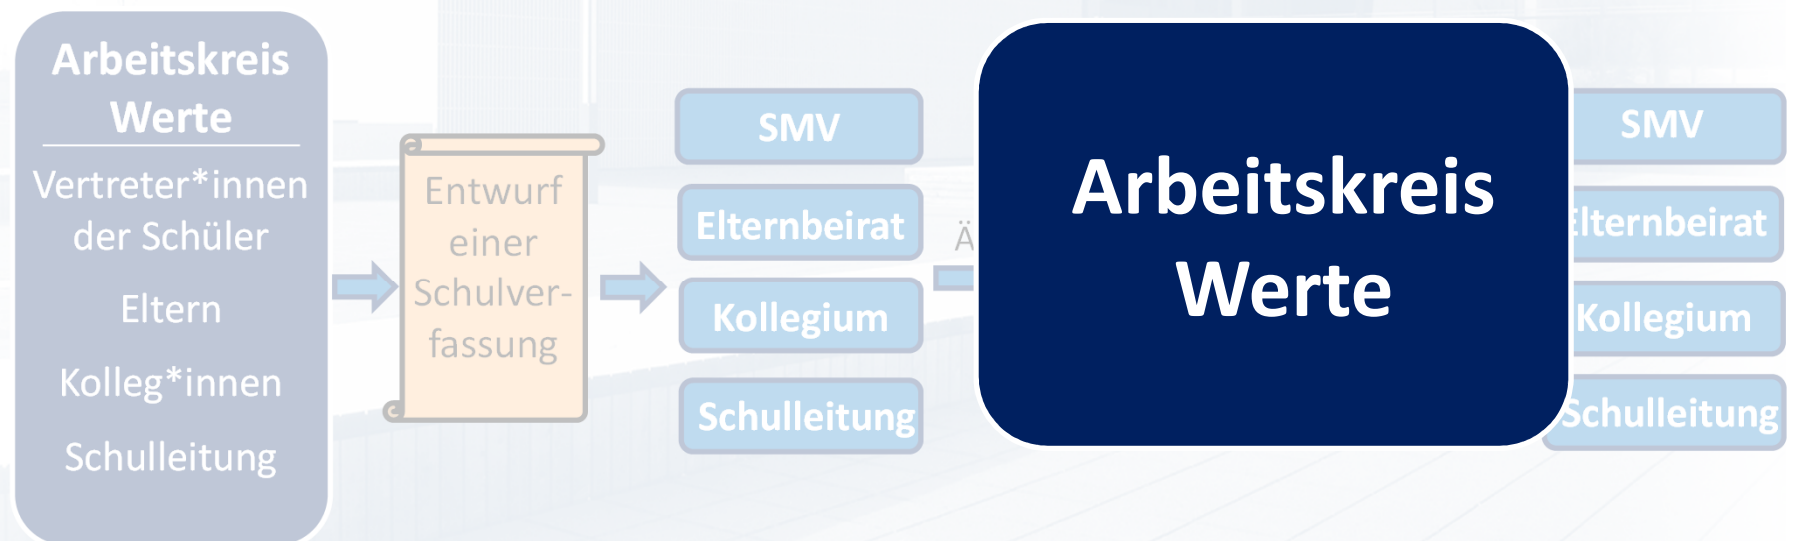 Arbeitskreis
Werte
Vertreter*innen
der Schüler
Eltern
Kolleg*innen
Schulleitung
Entwurf
einer
Schulver-
fassung
SMV
Elternbeirat
Kollegium
Schulleitung
Ä
Arbeitskreis
Werte
SMV
Elternbeirat
Kollegium
Schulleitung